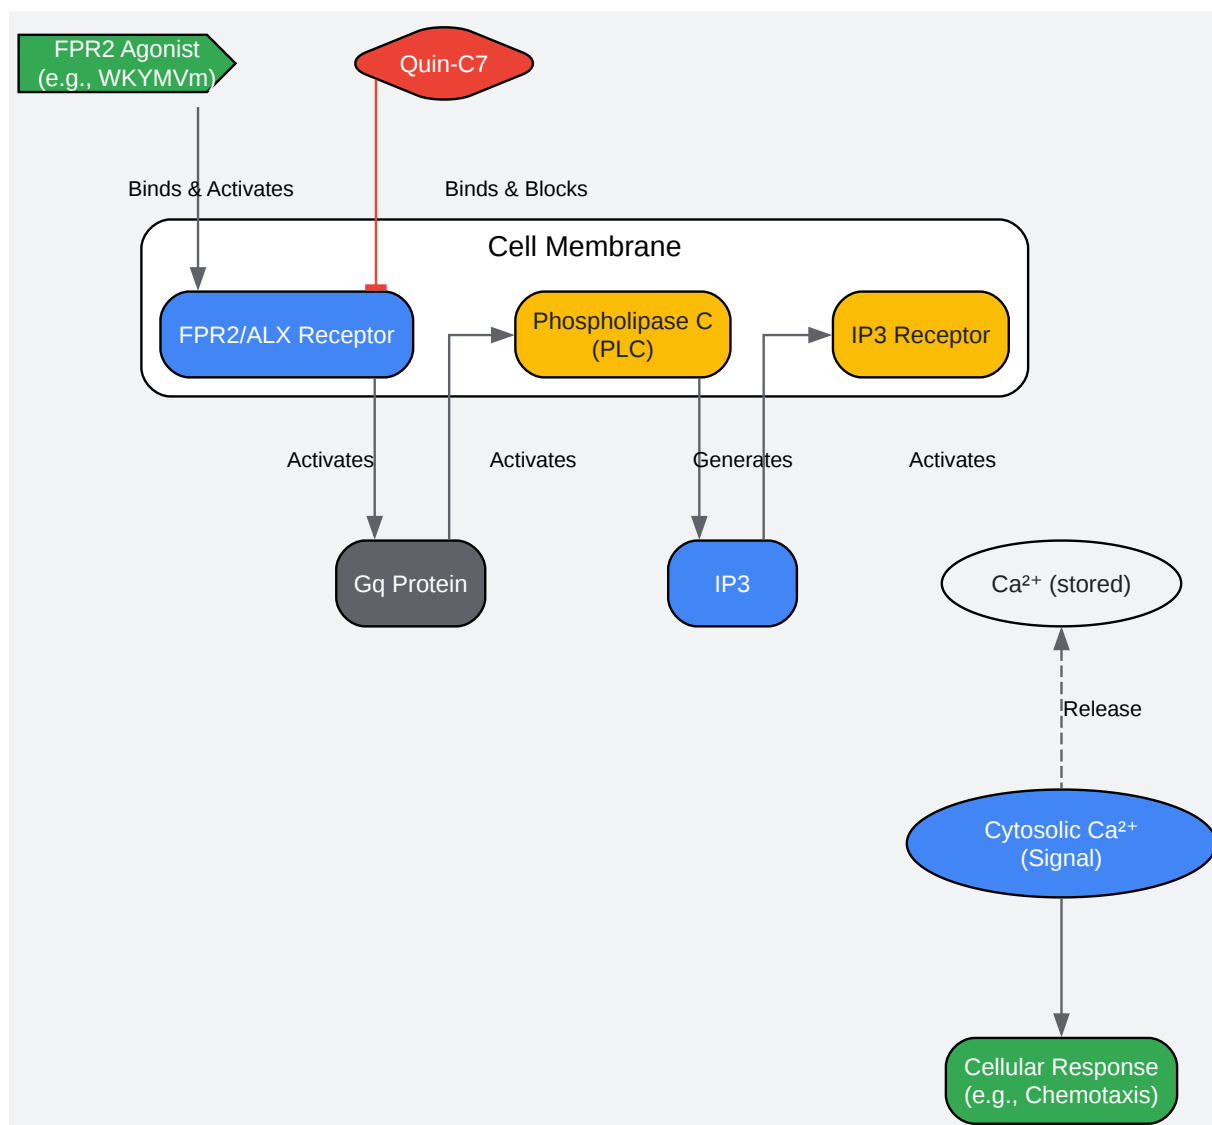 FPR2 Agonist
(e.g., WKYMVm)
Quin-C7
Binds & Activates
Binds & Blocks
Cell Membrane
FPR2/ALX Receptor
Phospholipase C
(PLC)
IP3 Receptor
Activates
Activates
Generates
Activates
Gq Protein
IP3
Ca²⁺ (stored)
Release
Cytosolic Ca²⁺
(Signal)
Cellular Response
(e.g., Chemotaxis)